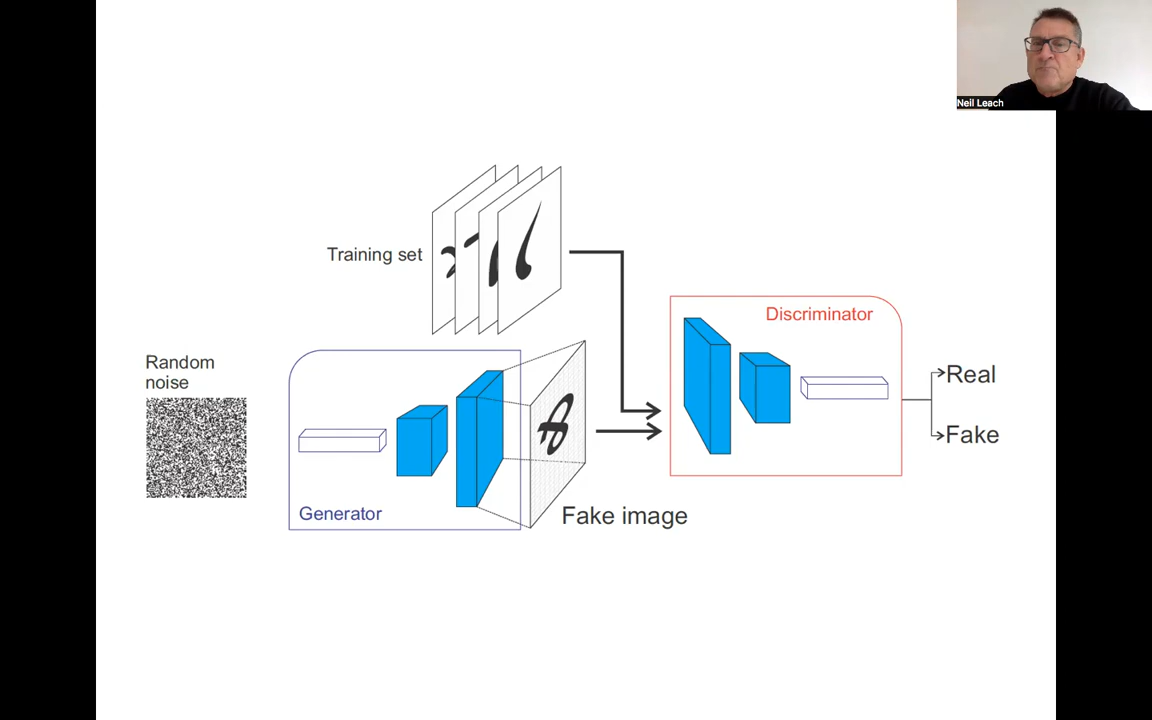 Neil Leach
Training set
Discriminator
Random
noise
Real
Fake
Generator
Fake image